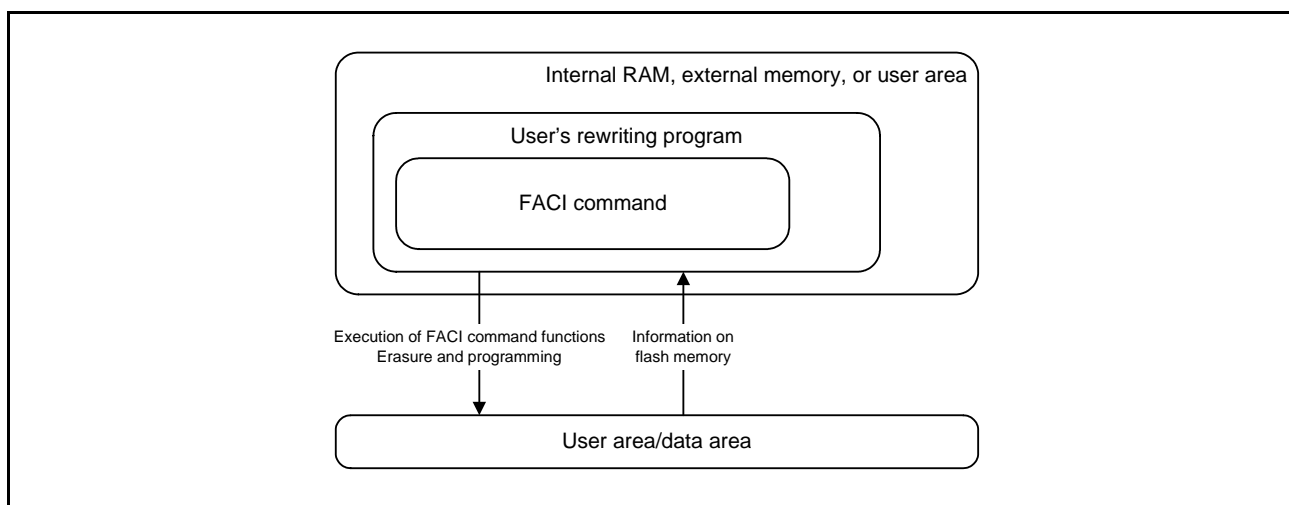 Internal RAM, external memory, or user area
User's rewriting program
FACI command
Execution of FACI command functions
Erasure and programming
Information on
flash memory
User area/data area